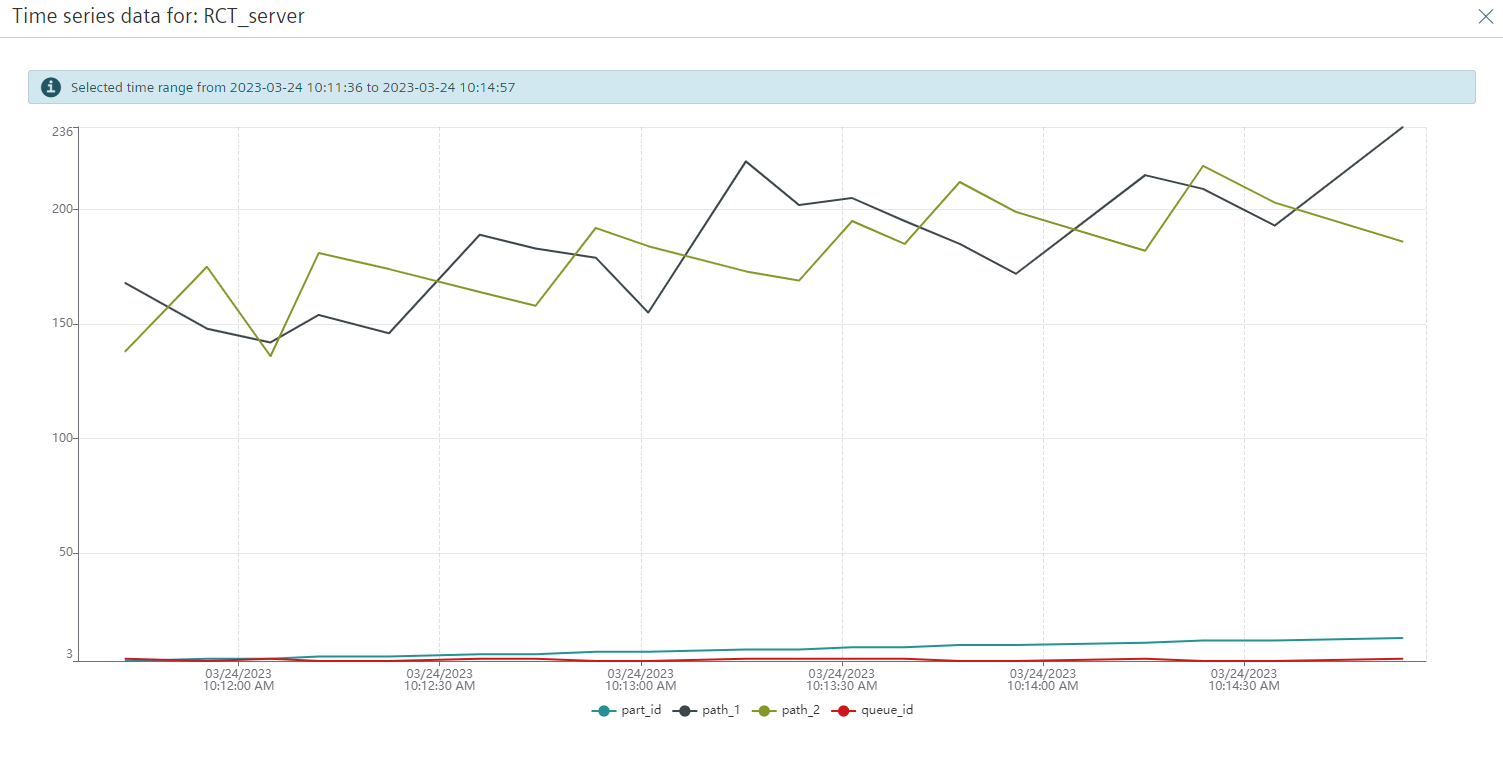 Time series data for: RCT_server
Selected time range from 2023-03-24 10:11:36 to 2023-03-24 10:14:57
236
200
150
100
50
3
03/24/2023 03/24/2023 03/24/2023 03/24/2023 03/24/2023 03/24/2023
10:12:00 AM 10:12:30 AM 10:13:00 AM 10:13:30 AM 10:14:00 AM 10:14:30 AM
part_id path_1 path_2 queue_id